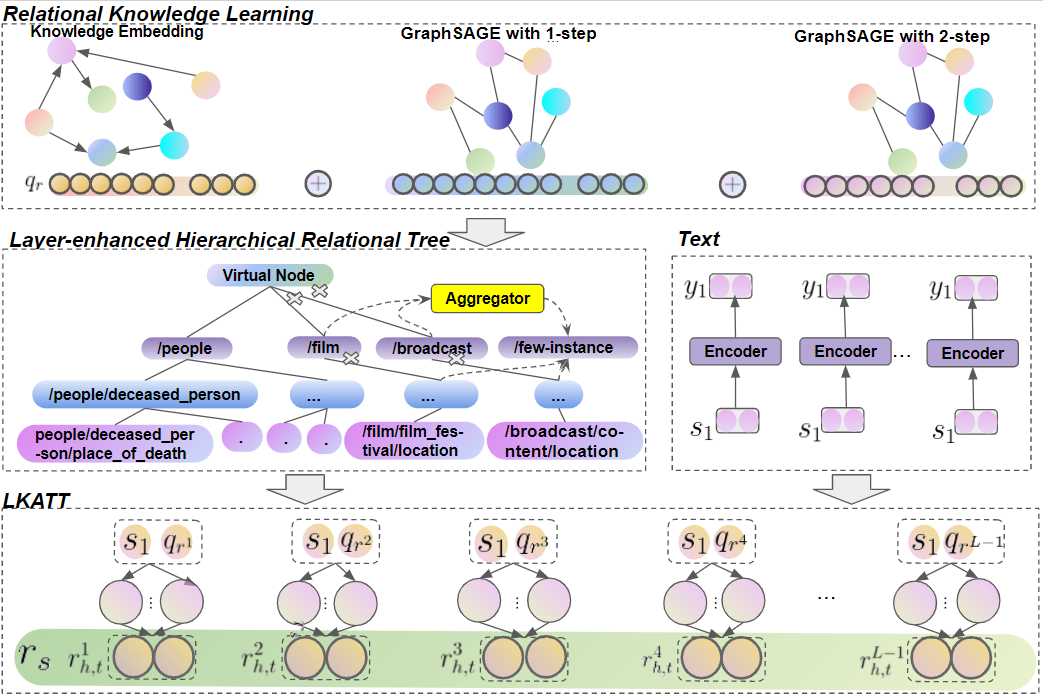 Relational Knowledge Learning
Knowledge Embedding
GraphSAGE with 1-step
GraphSAGE with 2-step
q_r
+
+
Layer-enhanced Hierarchical Relational Tree
Text
Virtual Node
Aggregator
/people
/film
/broadcast
/few-instance
/people/deceased_person
...
...
...
people/deceased_per
-son/place_of_death
.
.
.
/film/film_fes-
tival/location
/broadcast/co-
ntent/location
y_1
y_1
y_1
Encoder
Encoder
...
Encoder
s_1
s_1
s_1
LKATT
s_1 q_{r^1}
s_1 q_{r^2}
s_1 q_{r^3}
s_1 q_{r^4}
s_1 q_{r^{L-1}}
...
r_s
r^1_{h,t}
r^2_{h,t}
r^3_{h,t}
r^4_{h,t}
r^{L-1}_{h,t}